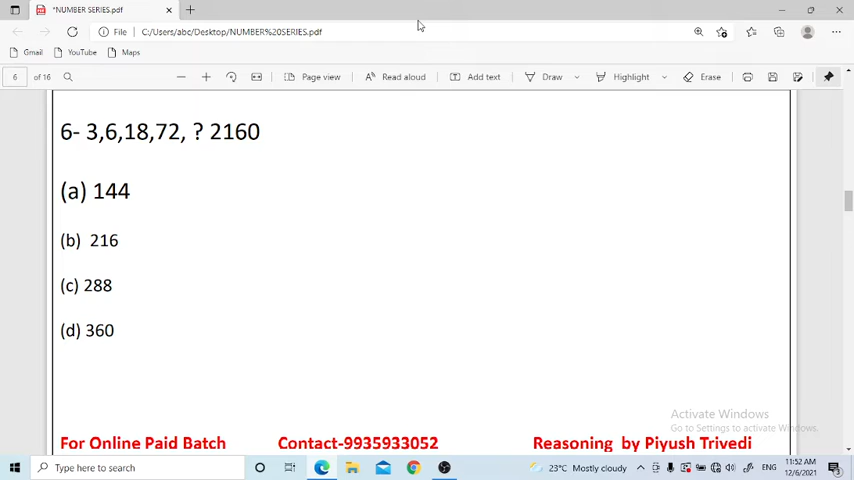 *NUMBER SERIES.pdf
File C:/Users/abc/Desktop/NUMBER%20SERIES.pdf
Gmail YouTube Maps
6 of 16 Page view Read aloud Add text Draw Highlight Erase
6- 3,6,18,72, ? 2160
(a) 144
(b) 216
(c) 288
(d) 360
Activate Windows
Go to Settings to activate Windows.
For Online Paid Batch Contact-9935933052 Reasoning by Piyush Trivedi
Type here to search 23°C Mostly cloudy ENG 11:52 AM
12/6/2021 3